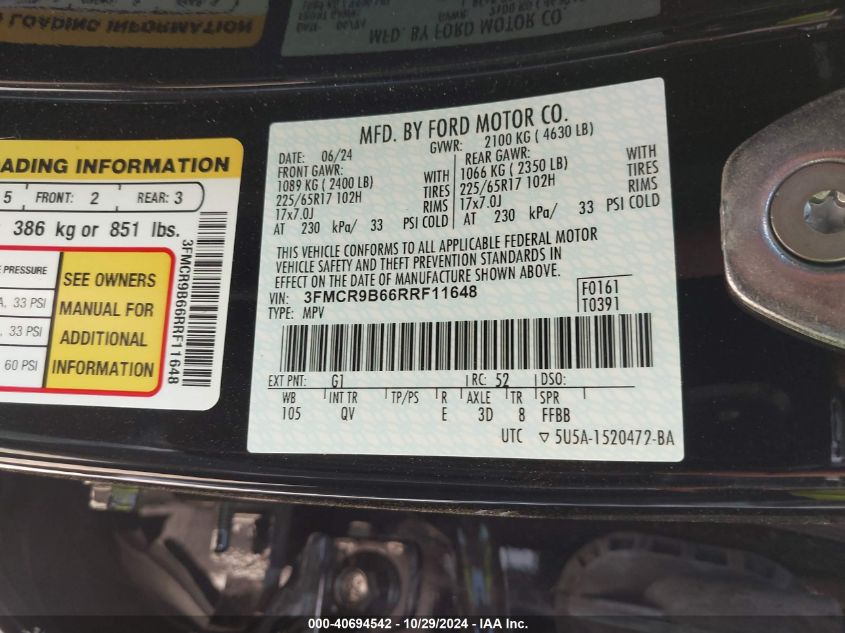 MFD. BY FORD MOTOR CO.
DATE: 06/24 GVWR: 2100 KG ( 4630 LB)
FRONT GAWR: WITH REAR GAWR: WITH
1089 KG ( 2400 LB) TIRES 1066 KG ( 2350 LB) TIRES
225/65R17 102H RIMS 225/65R17 102H RIMS
17x7.0J 17x7.0J
AT 230 kPa/ 33 PSI COLD AT 230 kPa/ 33 PSI COLD
THIS VEHICLE CONFORMS TO ALL APPLICABLE FEDERAL MOTOR
VEHICLE SAFETY AND THEFT PREVENTION STANDARDS IN
EFFECT ON THE DATE OF MANUFACTURE SHOWN ABOVE.
VIN: 3FMCR9B66RRF11648 F0161
TYPE: MPV T0391
EXT PNT: G1 RC: 52 DSO:
WB INT TR TP/PS R AXLE TR SPR
105 QV E 3D 8 FFBB
UTC ▽ 5U5A-1520472-BA
LOADING INFORMATION
5 FRONT: 2 REAR: 3
386 kg or 851 lbs.
PRESSURE
33 PSI
33 PSI
60 PSI
SEE OWNERS
MANUAL FOR
ADDITIONAL
INFORMATION
3FMCR9B66RRF11648
000-40694542 - 10/29/2024 - IAA Inc.